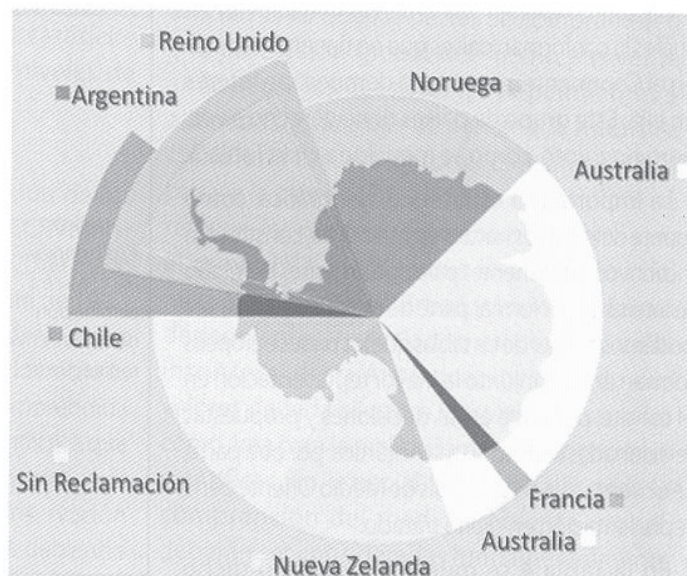 Reino Unido
Argentina
Noruega
Australia
Chile
Sin Reclamación
Francia
Australia
Nueva Zelanda